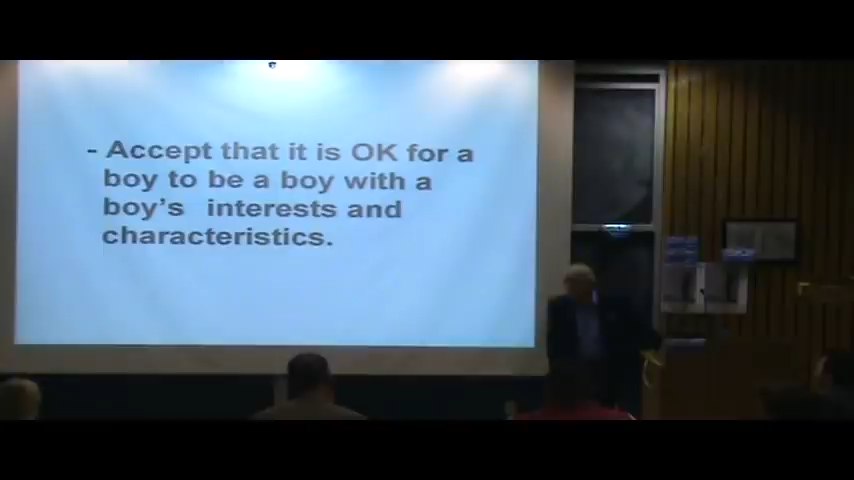 - Accept that it is OK for a
boy to be a boy with a
boy's interests and
characteristics.